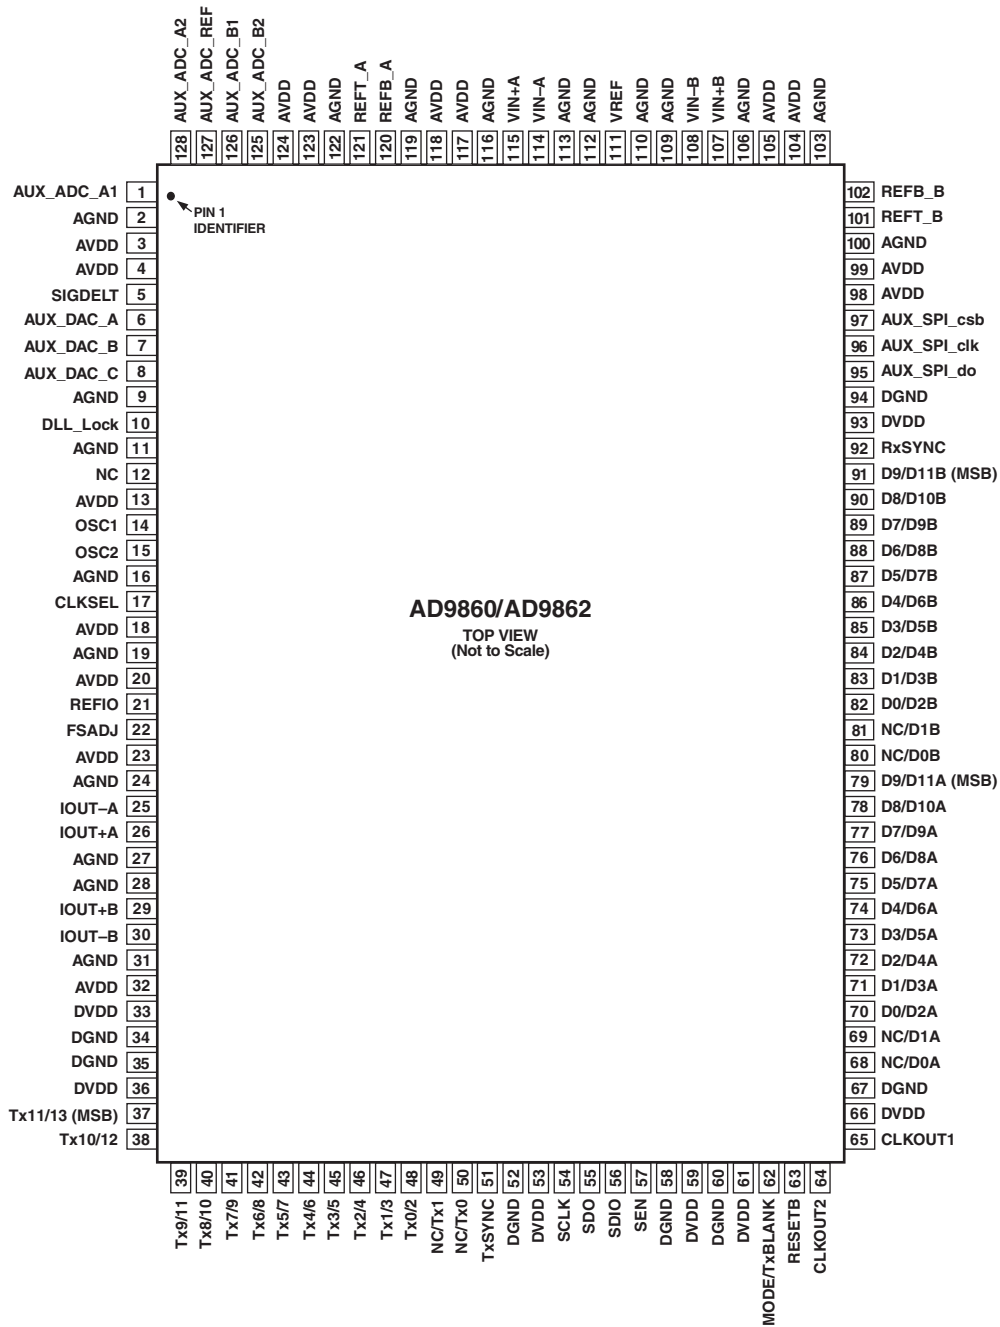 AUX_ADC_A2
AUX_ADC_REF
AUX_ADC_B1
AUX_ADC_B2
AVDD
AVDD
AGND
REFT_A
REFB_A
AGND
AVDD
AVDD
AGND
VIN+A
VIN–A
AGND
AGND
VREF
AGND
AGND
VIN–B
VIN+B
AGND
AVDD
AVDD
AGND
128 127 126 125 124 123 122 121 120 119 118 117 116 115 114 113 112 111 110 109 108 107 106 105 104 103
AUX_ADC_A1 1
AGND 2
AVDD 3
AVDD 4
SIGDELT 5
AUX_DAC_A 6
AUX_DAC_B 7
AUX_DAC_C 8
AGND 9
DLL_Lock 10
AGND 11
NC 12
AVDD 13
OSC1 14
OSC2 15
AGND 16
CLKSEL 17
AVDD 18
AGND 19
AVDD 20
REFIO 21
FSADJ 22
AVDD 23
AGND 24
IOUT–A 25
IOUT+A 26
AGND 27
AGND 28
IOUT+B 29
IOUT–B 30
AGND 31
AVDD 32
DVDD 33
DGND 34
DGND 35
DVDD 36
Tx11/13 (MSB) 37
Tx10/12 38
PIN 1
IDENTIFIER
AD9860/AD9862
TOP VIEW
(Not to Scale)
102 REFB_B
101 REFT_B
100 AGND
99 AVDD
98 AVDD
97 AUX_SPI_csb
96 AUX_SPI_clk
95 AUX_SPI_do
94 DGND
93 DVDD
92 RxSYNC
91 D9/D11B (MSB)
90 D8/D10B
89 D7/D9B
88 D6/D8B
87 D5/D7B
86 D4/D6B
85 D3/D5B
84 D2/D4B
83 D1/D3B
82 D0/D2B
81 NC/D1B
80 NC/D0B
79 D9/D11A (MSB)
78 D8/D10A
77 D7/D9A
76 D6/D8A
75 D5/D7A
74 D4/D6A
73 D3/D5A
72 D2/D4A
71 D1/D3A
70 D0/D2A
69 NC/D1A
68 NC/D0A
67 DGND
66 DVDD
65 CLKOUT1
39 40 41 42 43 44 45 46 47 48 49 50 51 52 53 54 55 56 57 58 59 60 61 62 63 64
Tx9/11
Tx8/10
Tx7/9
Tx6/8
Tx5/7
Tx4/6
Tx3/5
Tx2/4
Tx1/3
Tx0/2
NC/Tx1
NC/Tx0
TxSYNC
DGND
DVDD
SCLK
SDO
SDIO
SEN
DGND
DVDD
DGND
DVDD
MODE/TxBLANK
RESETB
CLKOUT2